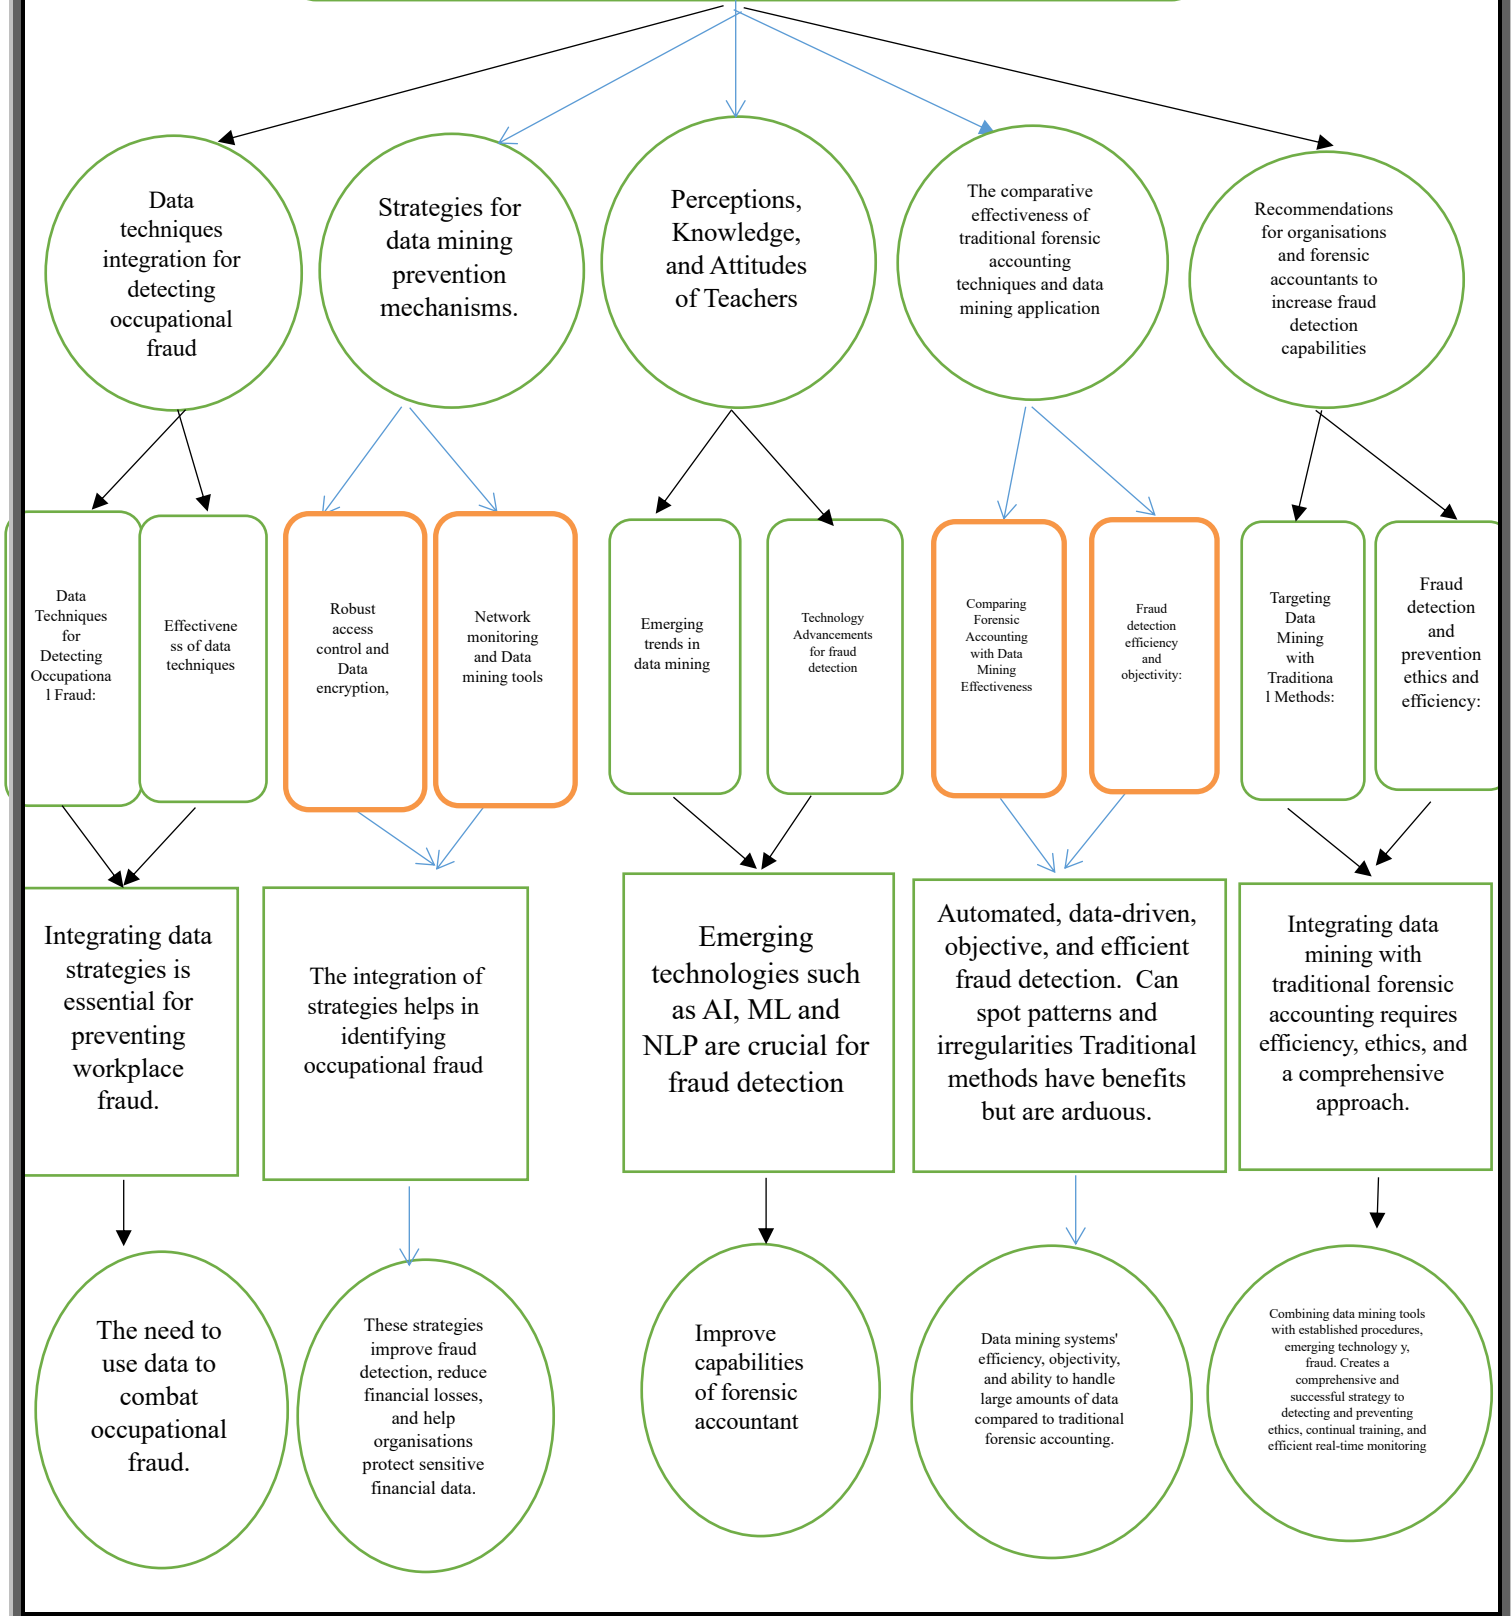 Data
techniques
integration for
detecting
occupational
fraud
Strategies for
data mining
prevention
mechanisms.
Perceptions,
Knowledge,
and Attitudes
of Teachers
The comparative
effectiveness of
traditional forensic
accounting
techniques and data
mining application
Recommendations
for organisations
and forensic
accountants to
increase fraud
detection
capabilities
Data
Techniques
for
Detecting
Occupationa
l Fraud:
Effectivene
ss of data
techniques
Robust
access
control and
Data
encryption,
Network
monitoring
and Data
mining tools
Emerging
trends in
data mining
Technology
Advancements
for fraud
detection
Comparing
Forensic
Accounting
with Data
Mining
Effectiveness
Fraud
detection
efficiency
and
objectivity:
Targeting
Data
Mining
with
Traditiona
l Methods:
Fraud
detection
and
prevention
ethics and
efficiency:
Integrating data
strategies is
essential for
preventing
workplace
fraud.
The integration of
strategies helps in
identifying
occupational fraud
Emerging
technologies such
as AI, ML and
NLP are crucial for
fraud detection
Automated, data-driven,
objective, and efficient
fraud detection.  Can
spot patterns and
irregularities Traditional
methods have benefits
but are arduous.
Integrating data
mining with
traditional forensic
accounting requires
efficiency, ethics, and
a comprehensive
approach.
The need to
use data to
combat
occupational
fraud.
These strategies
improve fraud
detection, reduce
financial losses,
and help
organisations
protect sensitive
financial data.
Improve
capabilities
of forensic
accountant
Data mining systems'
efficiency, objectivity,
and ability to handle
large amounts of data
compared to traditional
forensic accounting.
Combining data mining tools
with established procedures,
emerging technology y,
fraud. Creates a
comprehensive and
successful strategy to
detecting and preventing
ethics, continual training, and
efficient real-time monitoring